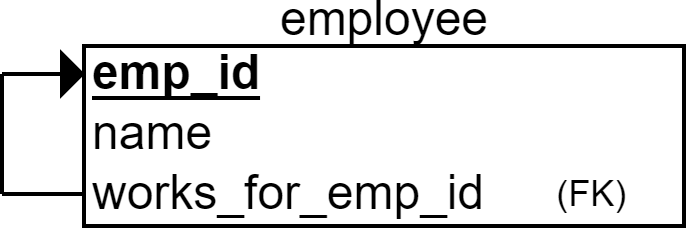 employee
emp_id
name
works_for_emp_id (FK)